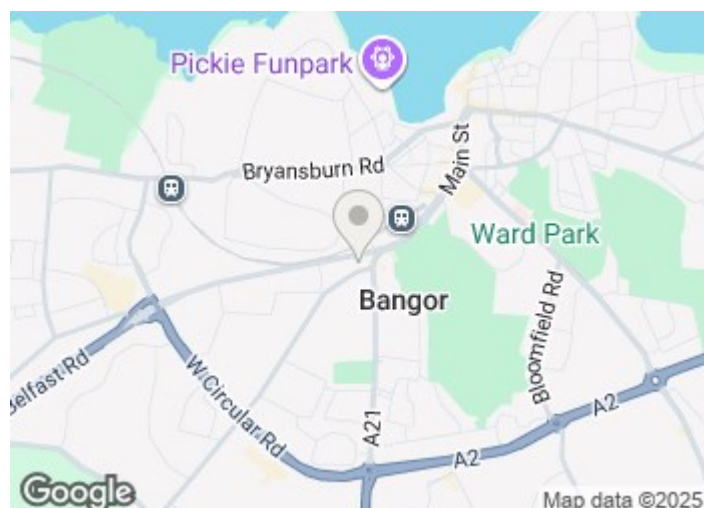 Pickie Funpark
Main St
Bryansburn Rd
Ward Park
Bangor
Bloomfield Rd
Belfast Rd
W Circular Rd
A21
A2
A2
Google
Map data ©2025